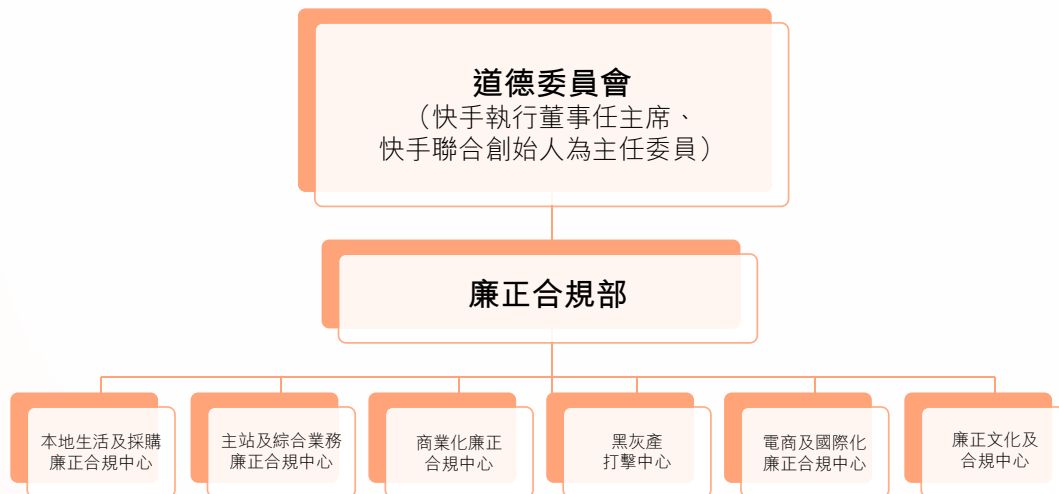 道德委員會
（快手執行董事任主席、
快手聯合創始人為主任委員）
廉正合規部
本地生活及採購
廉正合規中心
主站及綜合業務
廉正合規中心
商業化廉正
合規中心
黑灰產
打擊中心
電商及國際化
廉正合規中心
廉正文化及
合規中心